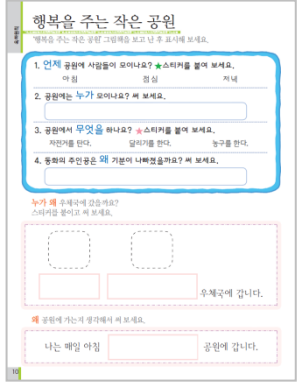 행복을 주는 작은 공원
'행복을 주는 작은 공원' 그림책을 보고 난 후 표시해 보세요.
1. 언제 공원에 사람들이 모이나요? ★스티커를 붙여 보세요.
아침 점심 저녁
2. 공원에는 누가 모이나요? 써 보세요.
3. 공원에서 무엇을 하나요? ★스티커를 붙여 보세요.
자전거를 탄다. 달리기를 한다. 농구를 한다.
4. 동화의 주인공은 왜 기분이 나빠졌을까요? 써 보세요.
누가 왜 우체국에 갔을까요?
스티커를 붙이고 써 보세요.
우체국에 갑니다.
왜 공원에 가는지 생각해서 써 보세요.
나는 매일 아침 공원에 갑니다.
10